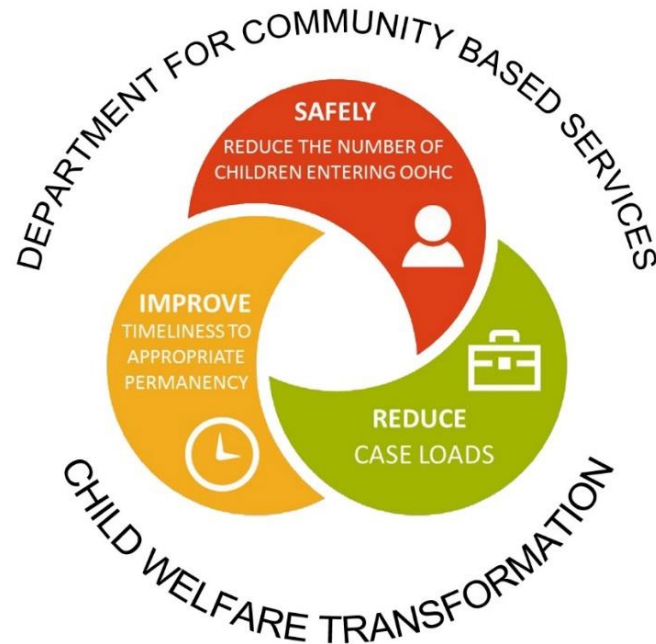 DEPARTMENT FOR COMMUNITY BASED SERVICES
SAFELY
REDUCE THE NUMBER OF
CHILDREN ENTERING OOHC
IMPROVE
TIMELINESS TO
APPROPRIATE
PERMANENCY
REDUCE
CASE LOADS
CHILD WELFARE TRANSFORMATION